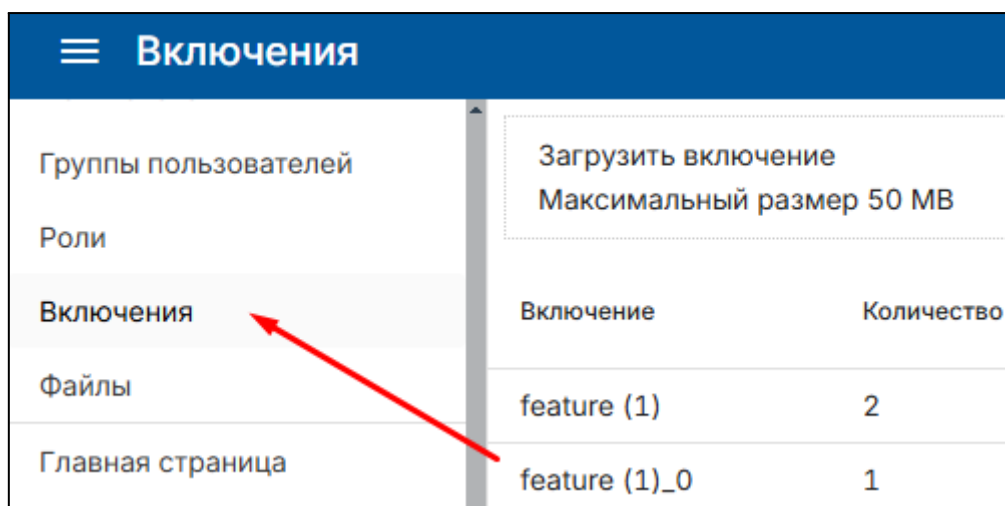 Включения
Группы пользователей
Роли
Включения
Файлы
Главная страница
Загрузить включение
Максимальный размер 50 MB
Включение Количество
feature (1) 2
feature (1)_0 1